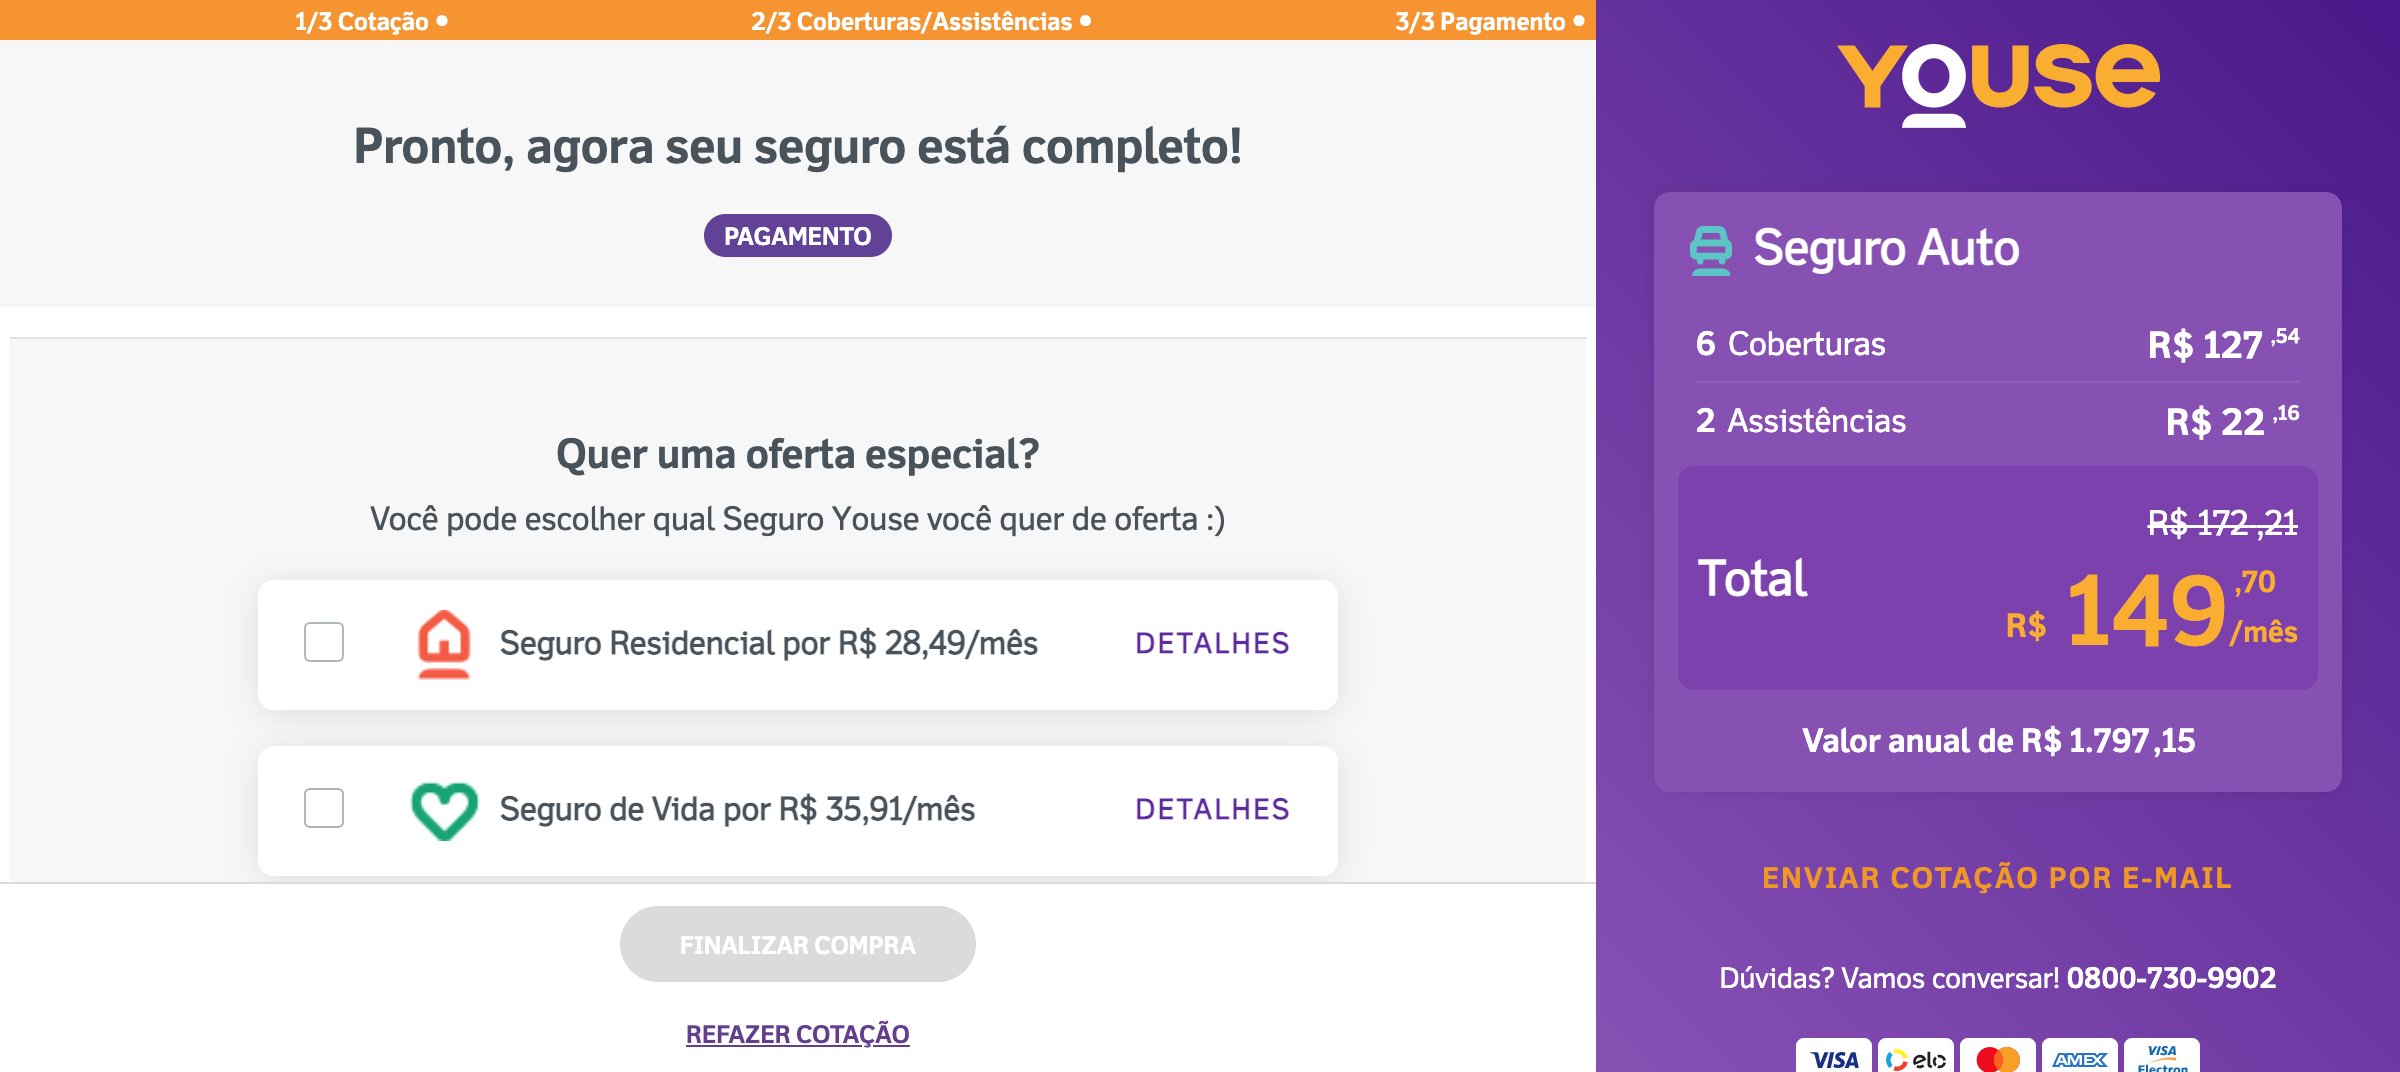 1/3 Cotação
2/3 Coberturas/Assistências
3/3 Pagamento
Pronto, agora seu seguro está completo!
PAGAMENTO
Quer uma oferta especial?
Você pode escolher qual Seguro Youse você quer de oferta :)
Seguro Residencial por R$ 28,49/mês
DETALHES
Seguro de Vida por R$ 35,91/mês
DETALHES
FINALIZAR COMPRA
REFAZER COTAÇÃO
YOUSE
Seguro Auto
6 Coberturas R$ 127 ,54
2 Assistências R$ 22 ,16
R$ 172 ,21
Total R$ 149 ,70 /mês
Valor anual de R$ 1.797 ,15
ENVIAR COTAÇÃO POR E-MAIL
Dúvidas? Vamos conversar! 0800-730-9902
VISA
elo
AMEX
VISA
Electron